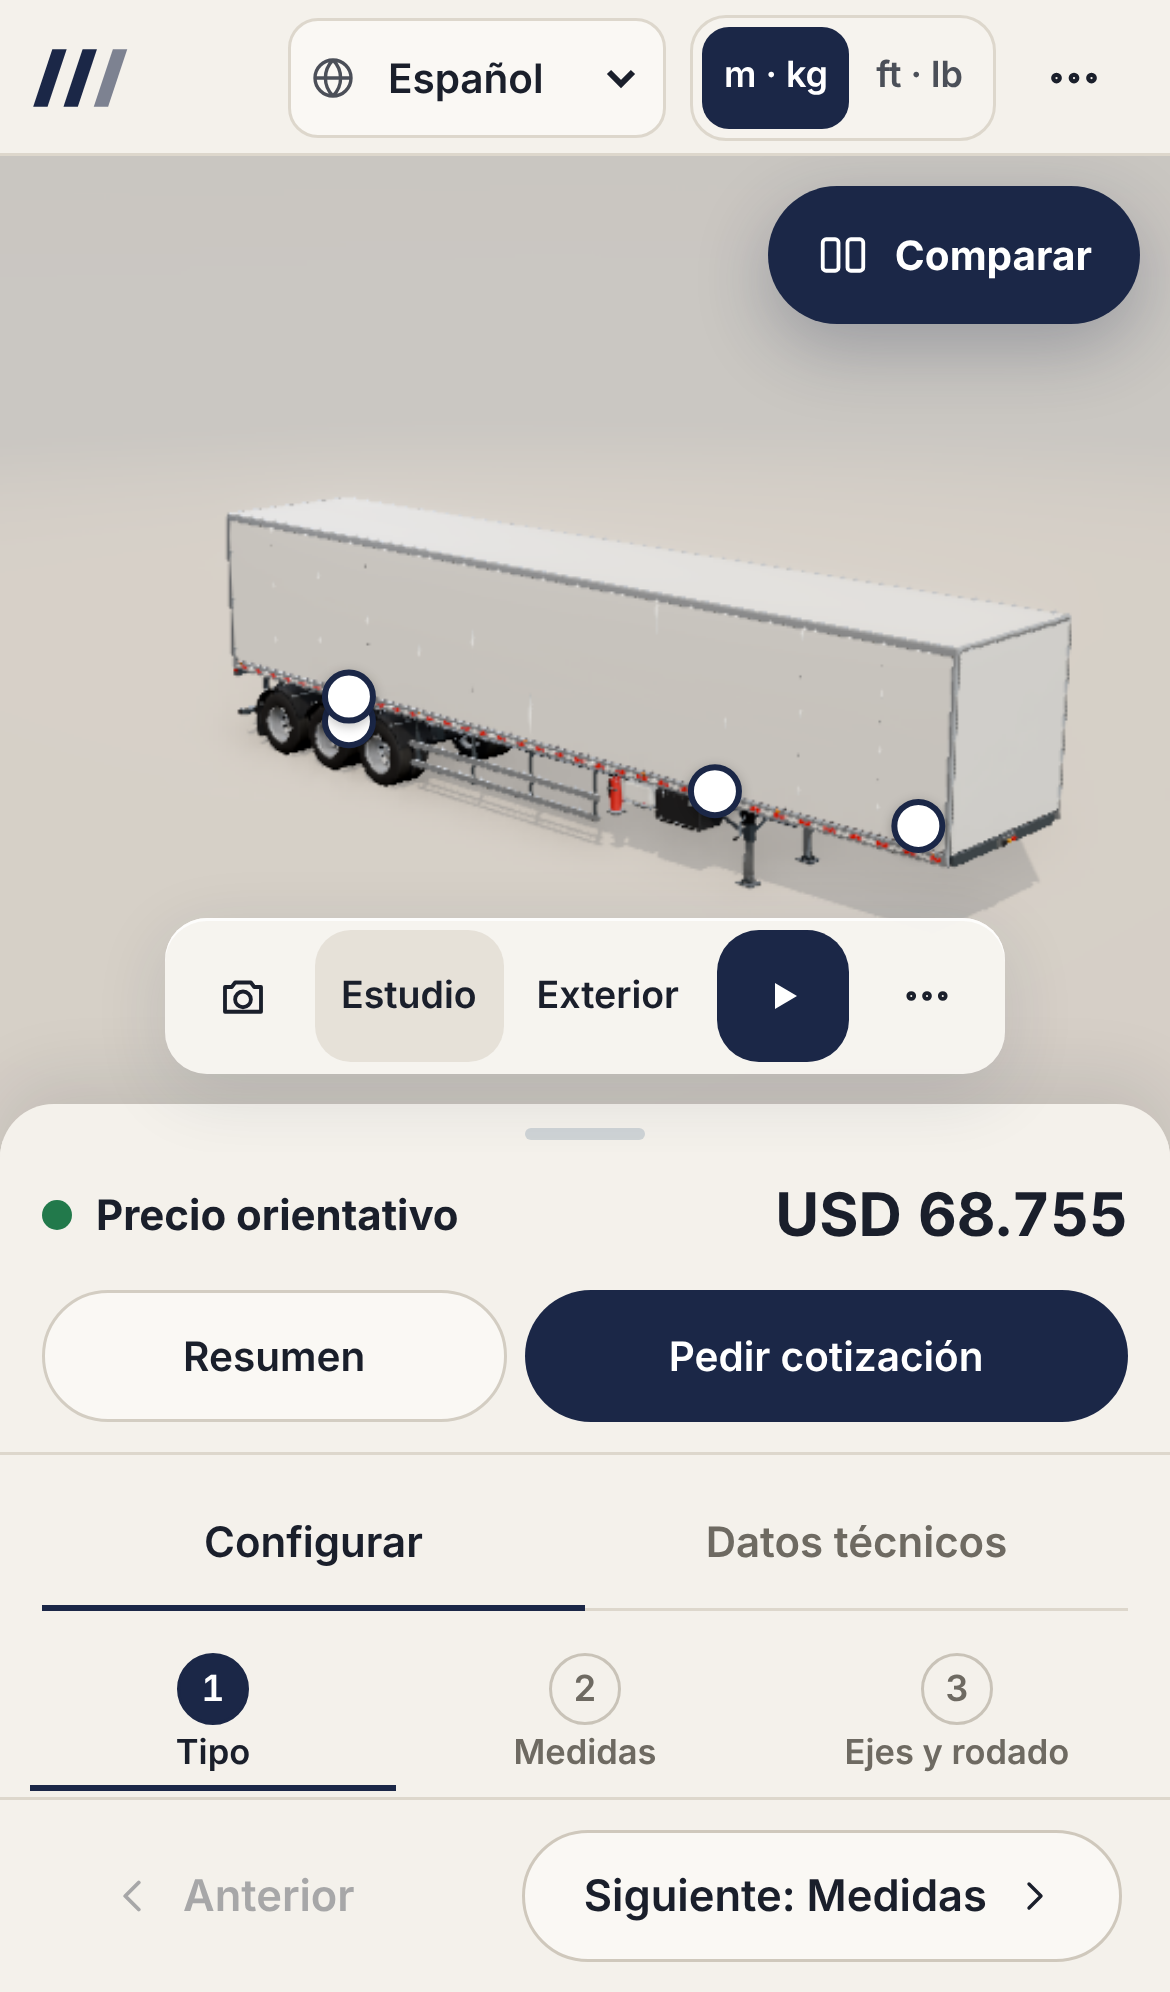 Español
m · kg
ft · lb
Comparar
Estudio
Exterior
Precio orientativo
USD 68.755
Resumen
Pedir cotización
Configurar
Datos técnicos
1
2
3
Tipo
Medidas
Ejes y rodado
Anterior
Siguiente: Medidas